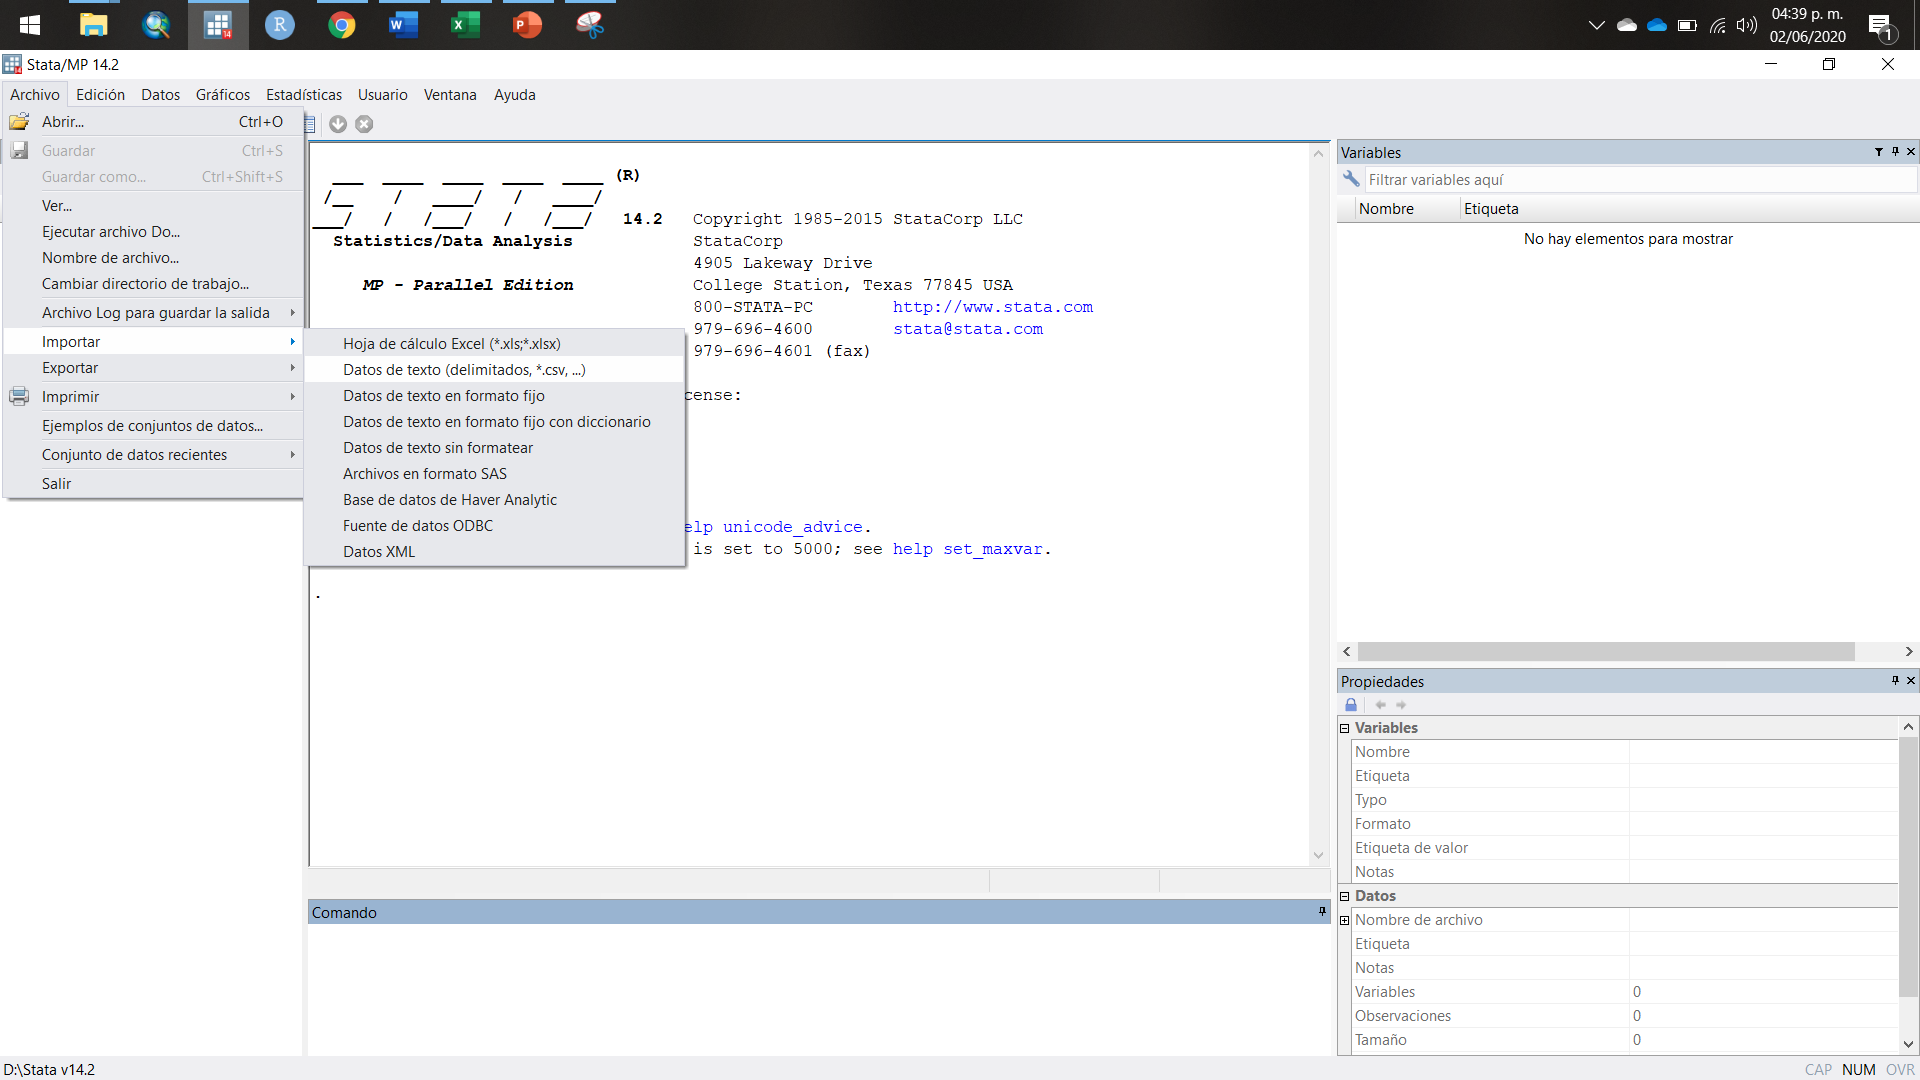 04:39 p. m.
02/06/2020
1
Stata/MP 14.2
Archivo Edición Datos Gráficos Estadísticas Usuario Ventana Ayuda
Abrir... Ctrl+O
Guardar Ctrl+S
Guardar como... Ctrl+Shift+S
Ver...
Ejecutar archivo Do...
Nombre de archivo...
Cambiar directorio de trabajo...
Archivo Log para guardar la salida
Importar
Exportar
Imprimir
Ejemplos de conjuntos de datos...
Conjunto de datos recientes
Salir
Hoja de cálculo Excel (*.xls;*.xlsx)
Datos de texto (delimitados, *.csv, ...)
Datos de texto en formato fijo
Datos de texto en formato fijo con diccionario
Datos de texto sin formatear
Archivos en formato SAS
Base de datos de Haver Analytic
Fuente de datos ODBC
Datos XML
(R)
14.2 Copyright 1985-2015 StataCorp LLC
Statistics/Data Analysis StataCorp
4905 Lakeway Drive
MP - Parallel Edition College Station, Texas 77845 USA
800-STATA-PC http://www.stata.com
979-696-4600 stata@stata.com
979-696-4601 (fax)
cense:
elp unicode_advice.
is set to 5000; see help set_maxvar.
.
Comando
Variables
Filtrar variables aquí
Nombre Etiqueta
No hay elementos para mostrar
Propiedades
Variables
Nombre
Etiqueta
Typo
Formato
Etiqueta de valor
Notas
Datos
Nombre de archivo
Etiqueta
Notas
Variables 0
Observaciones 0
Tamaño 0
D:\Stata v14.2 CAP NUM OVR